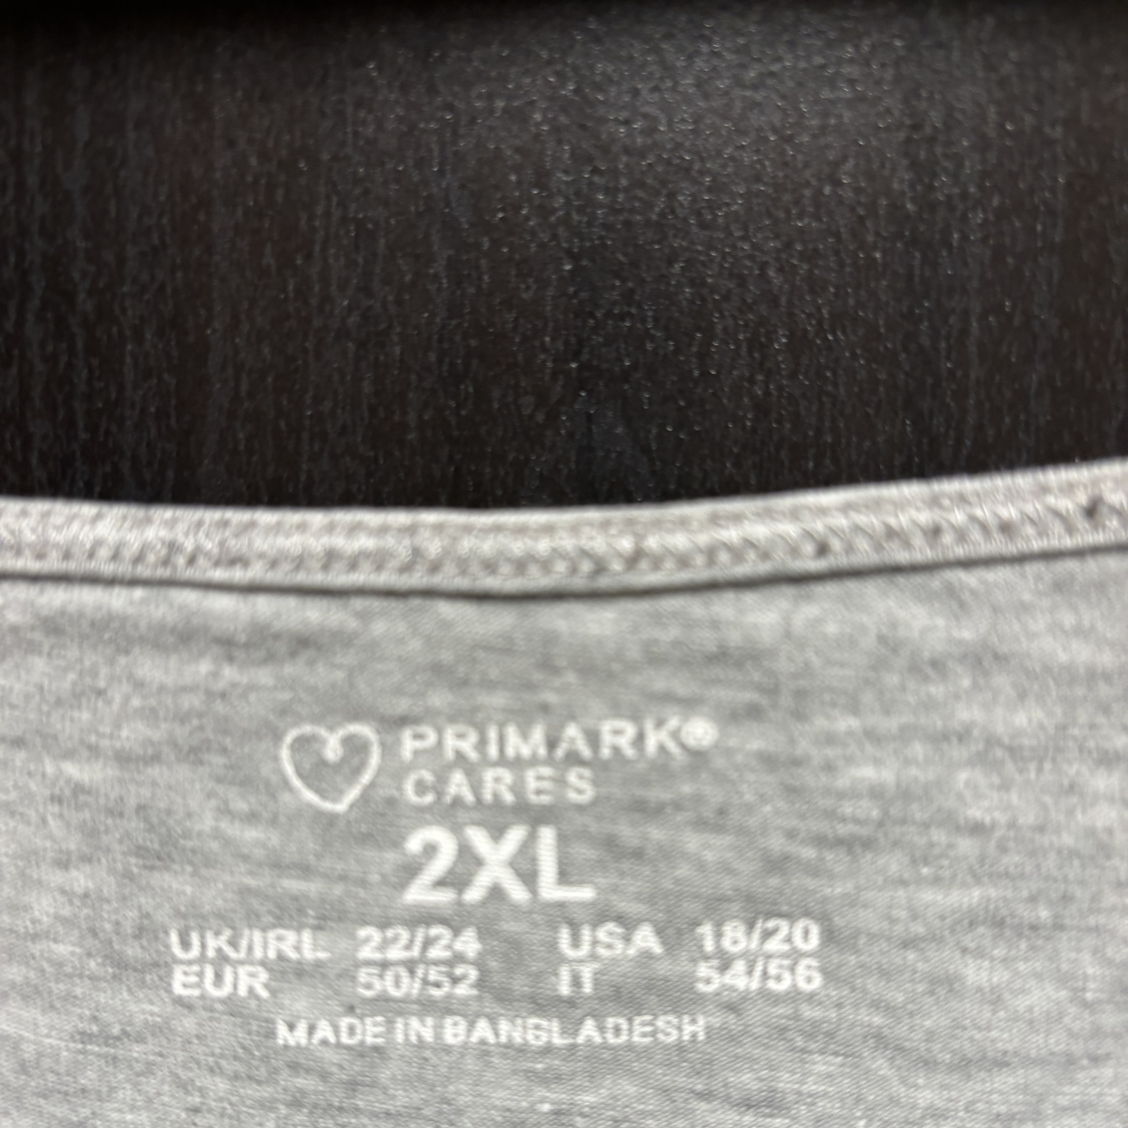 PRIMARK®
CARES
2XL
UK/IRL 22/24 USA 18/20
EUR 50/52 IT 54/56
MADE IN BANGLADESH